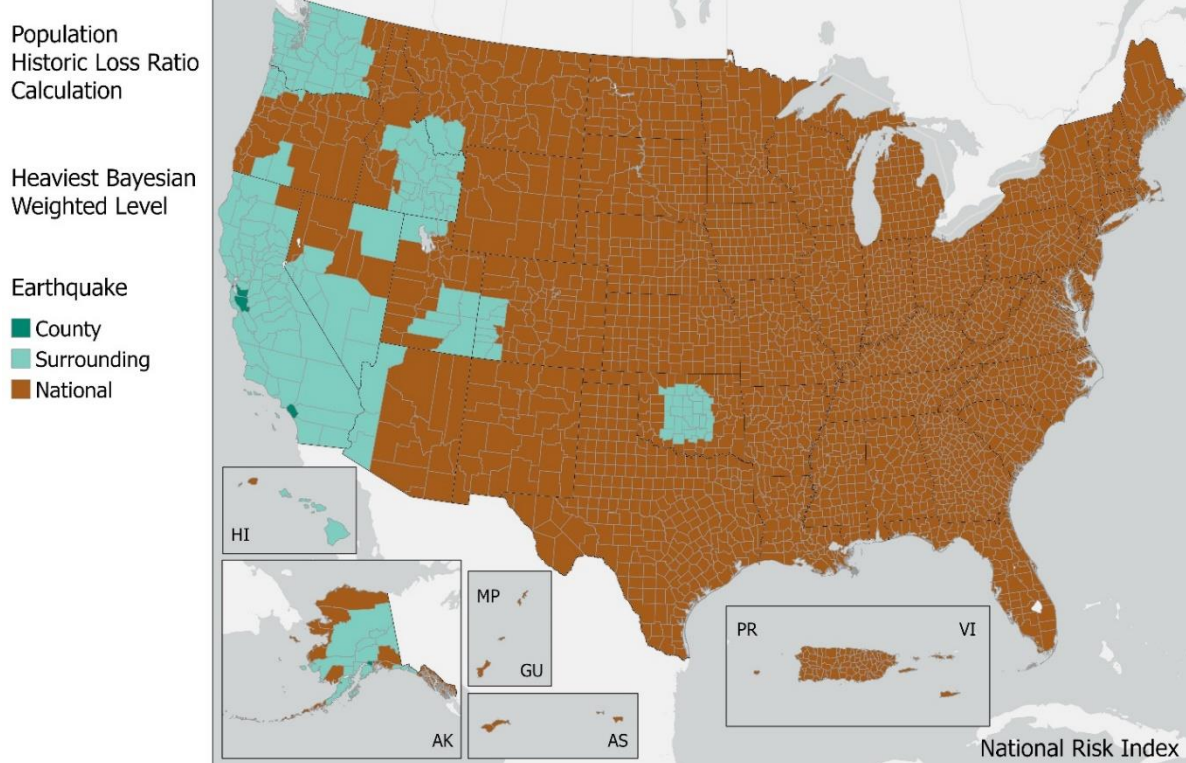 Population
Historic Loss Ratio
Calculation
Heaviest Bayesian
Weighted Level
Earthquake
County
Surrounding
National
HI
AK
MP
GU
AS
PR
VI
National Risk Index